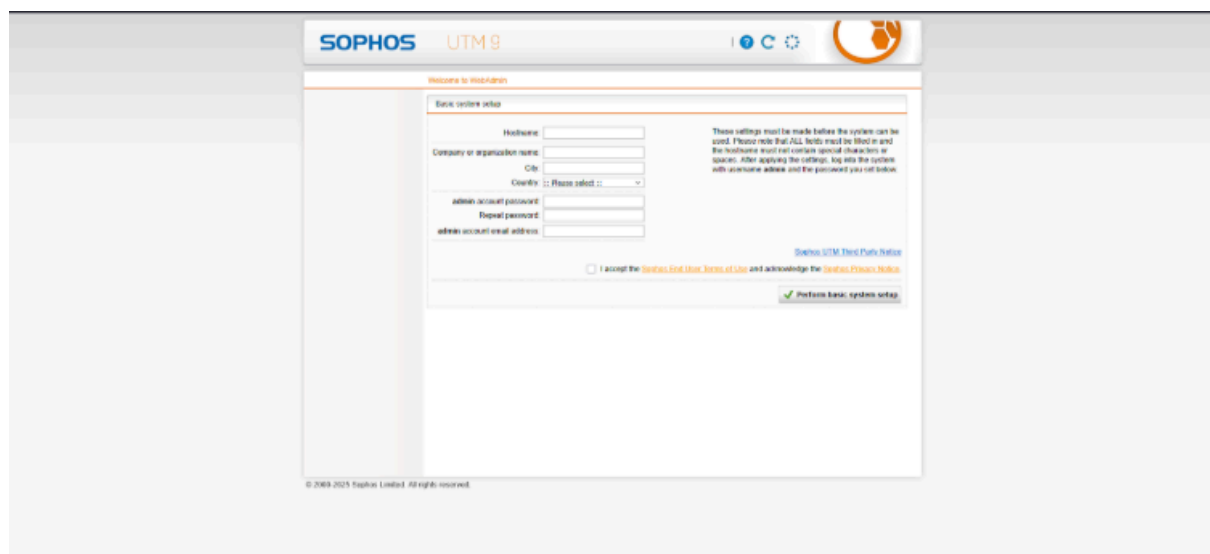 SOPHOS UTM 9
Welcome to WebAdmin
Basic system setup
Hostname:
Company or organization name:
City:
Country: :: Please select ::
admin account password:
Repeat password:
admin account email address:
These settings must be made before the system can be
used. Please note that ALL fields must be filled in and
the hostname must not contain special characters or
spaces. After applying the settings, log into the system
with username admin and the password you set below.
Sophos UTM Third Party Notice
I accept the Sophos End User Terms of Use and acknowledge the Sophos Privacy Notice.
Perform basic system setup
© 2000-2025 Sophos Limited. All rights reserved.